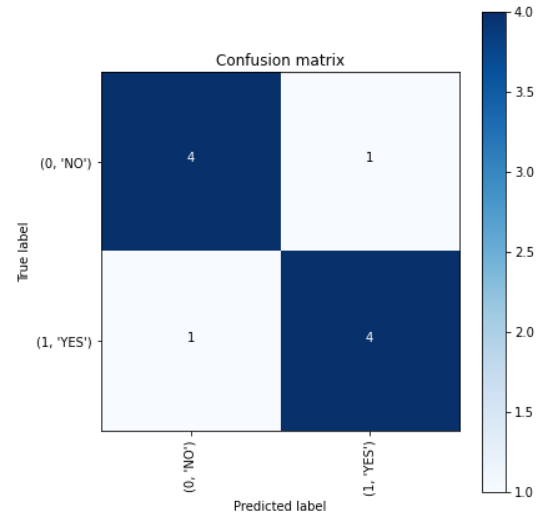 Confusion matrix
4.0
3.5
3.0
2.5
2.0
1.5
1.0
True label
(0, 'NO')
4 1
(1, 'YES')
1 4
(0, 'NO')
(1, 'YES')
Predicted label